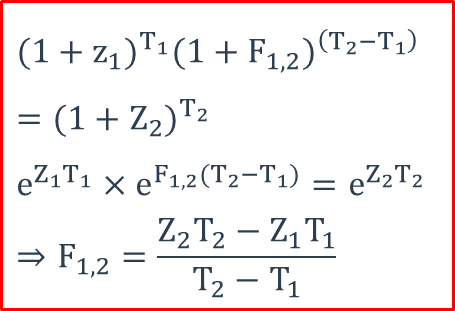 (1 + z₁)^T₁(1 + F₁,₂)^(T₂−T₁)
= (1 + Z₂)^T₂
e^Z₁T₁ × e^F₁,₂(T₂−T₁) = e^Z₂T₂
⇒ F₁,₂ = (Z₂T₂ − Z₁T₁)/(T₂ − T₁)